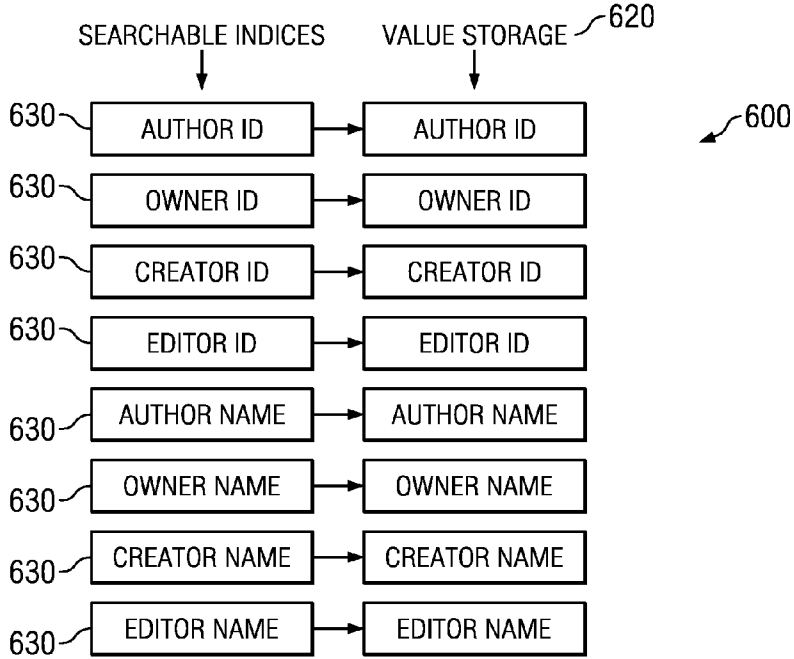 SEARCHABLE INDICES VALUE STORAGE 620
600
630 AUTHOR ID AUTHOR ID
630 OWNER ID OWNER ID
630 CREATOR ID CREATOR ID
630 EDITOR ID EDITOR ID
630 AUTHOR NAME AUTHOR NAME
630 OWNER NAME OWNER NAME
630 CREATOR NAME CREATOR NAME
630 EDITOR NAME EDITOR NAME